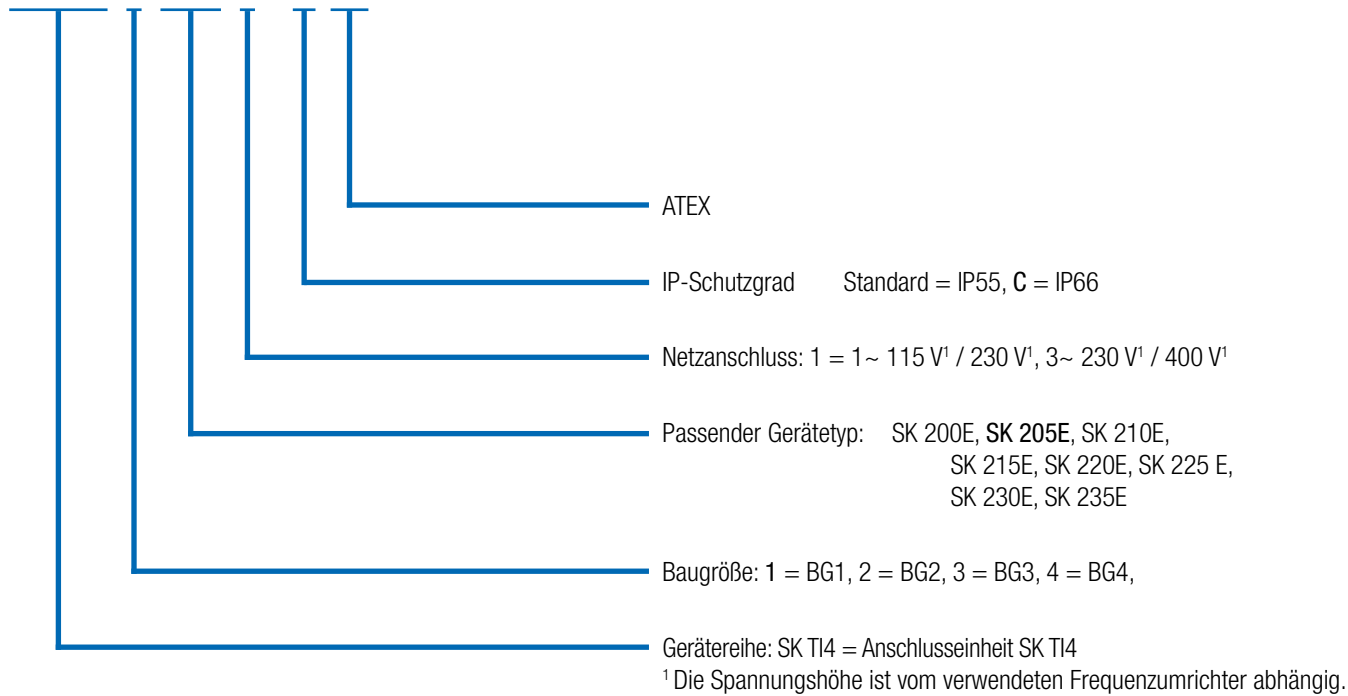 ATEX
IP-Schutzgrad Standard = IP55, C = IP66
Netzanschluss: 1 = 1~ 115 V¹ / 230 V¹, 3~ 230 V¹ / 400 V¹
Passender Gerätetyp: SK 200E, SK 205E, SK 210E,
SK 215E, SK 220E, SK 225 E,
SK 230E, SK 235E
Baugröße: 1 = BG1, 2 = BG2, 3 = BG3, 4 = BG4,
Gerätereihe: SK TI4 = Anschlusseinheit SK TI4
¹ Die Spannungshöhe ist vom verwendeten Frequenzumrichter abhängig.